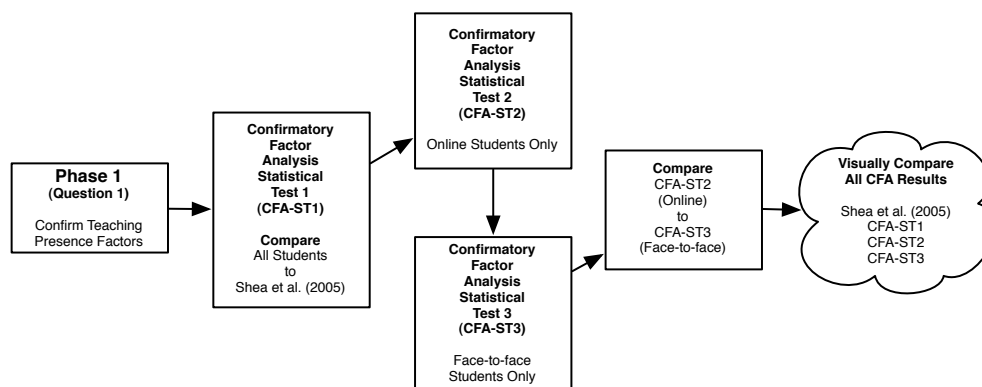 Phase 1
(Question 1)
Confirm Teaching
Presence Factors
Confirmatory
Factor
Analysis
Statistical
Test 1
(CFA-ST1)
Compare
All Students
to
Shea et al. (2005)
Confirmatory
Factor
Analysis
Statistical
Test 2
(CFA-ST2)
Online Students Only
Confirmatory
Factor
Analysis
Statistical
Test 3
(CFA-ST3)
Face-to-face
Students Only
Compare
CFA-ST2
(Online)
to
CFA-ST3
(Face-to-face)
Visually Compare
All CFA Results
Shea et al. (2005)
CFA-ST1
CFA-ST2
CFA-ST3